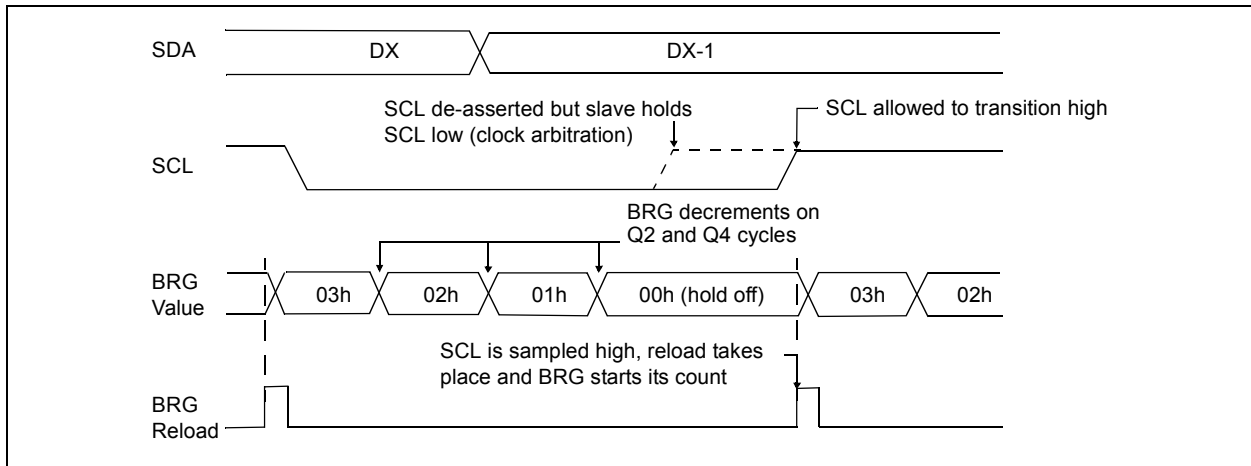 SDA
DX
DX-1
SCL de-asserted but slave holds
SCL low (clock arbitration)
SCL allowed to transition high
SCL
BRG decrements on
Q2 and Q4 cycles
BRG
Value
03h
02h
01h
00h (hold off)
03h
02h
SCL is sampled high, reload takes
place and BRG starts its count
BRG
Reload